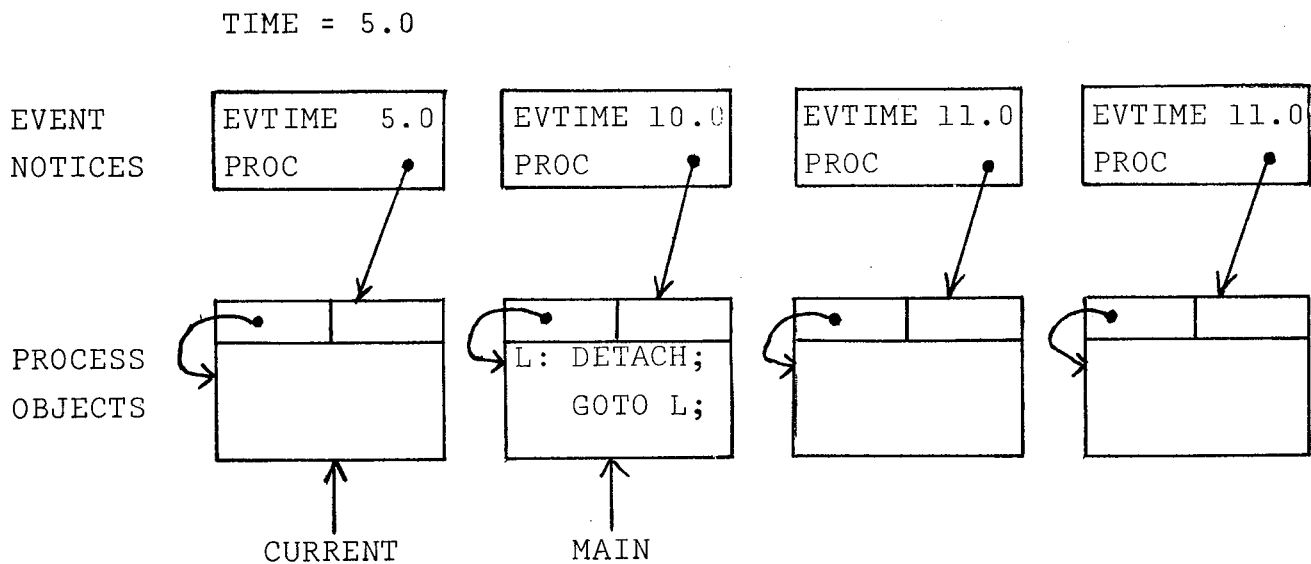 TIME = 5.0
EVENT NOTICES
EVTIME 5.0
PROC
EVTIME 10.0
PROC
EVTIME 11.0
PROC
EVTIME 11.0
PROC
PROCESS OBJECTS
L: DETACH;
GOTO L;
CURRENT
MAIN